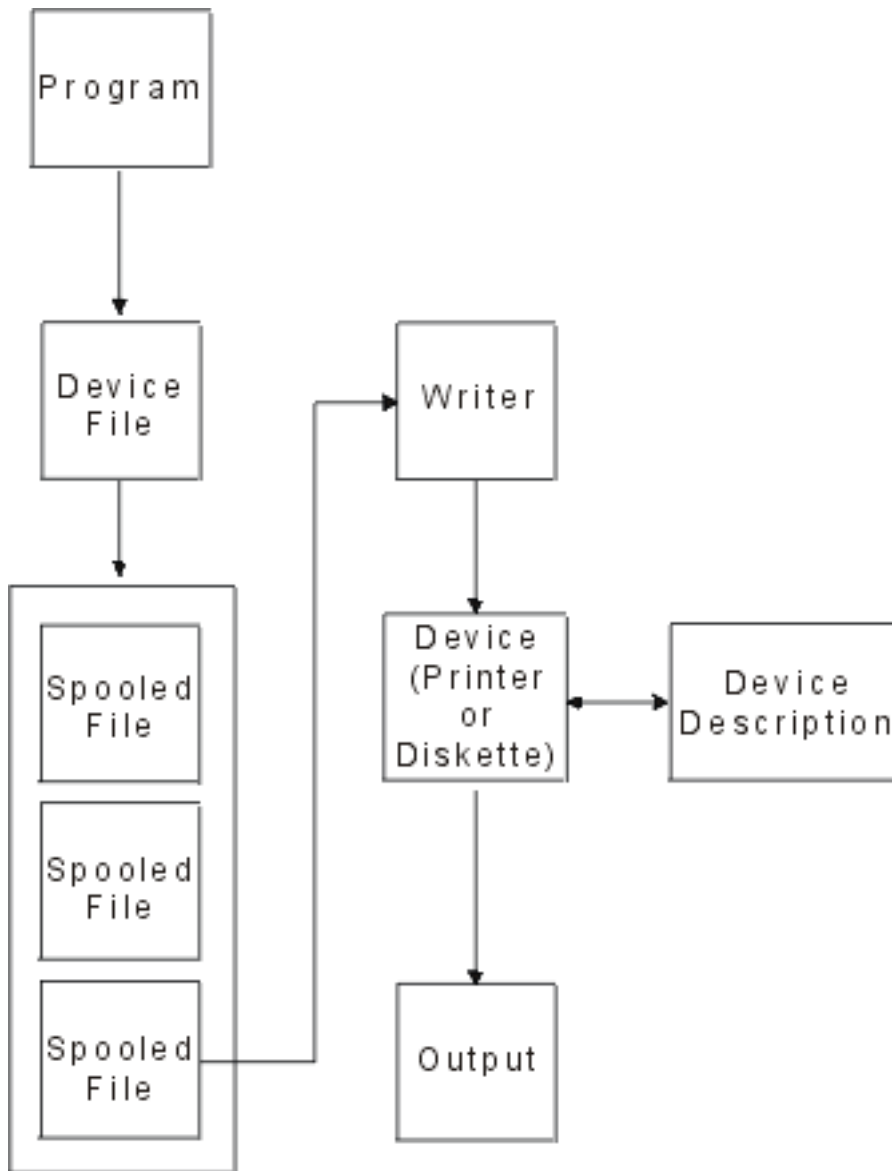 Program
Device
File
Spooled
File
Spooled
File
Spooled
File
Writer
Device
(Printer
or
Diskette)
Device
Description
Output